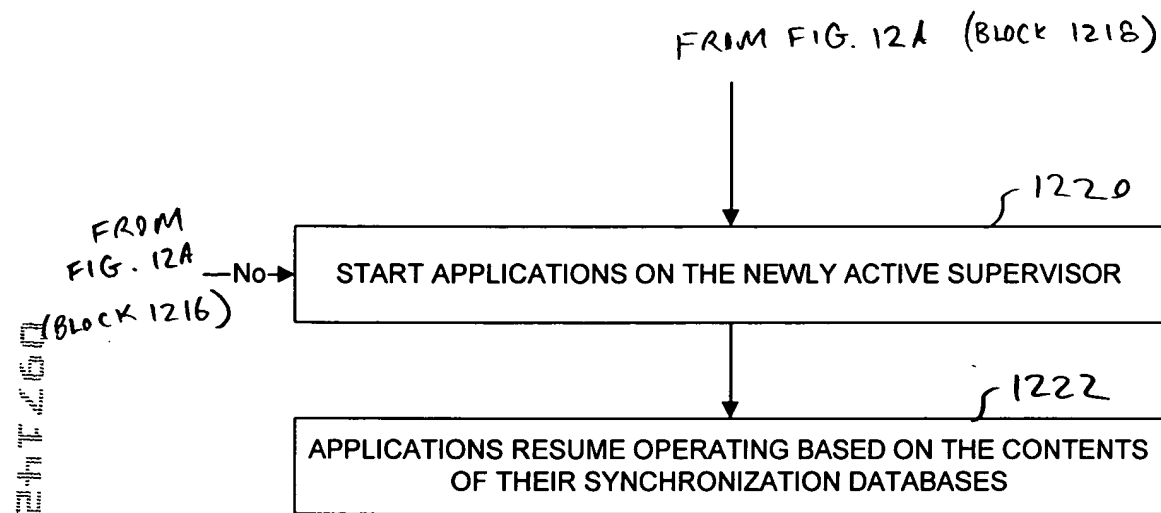 FROM FIG. 12A (BLOCK 1218)
1220
FROM
FIG. 12A
(BLOCK 1216)
No
START APPLICATIONS ON THE NEWLY ACTIVE SUPERVISOR
1222
APPLICATIONS RESUME OPERATING BASED ON THE CONTENTS
OF THEIR SYNCHRONIZATION DATABASES